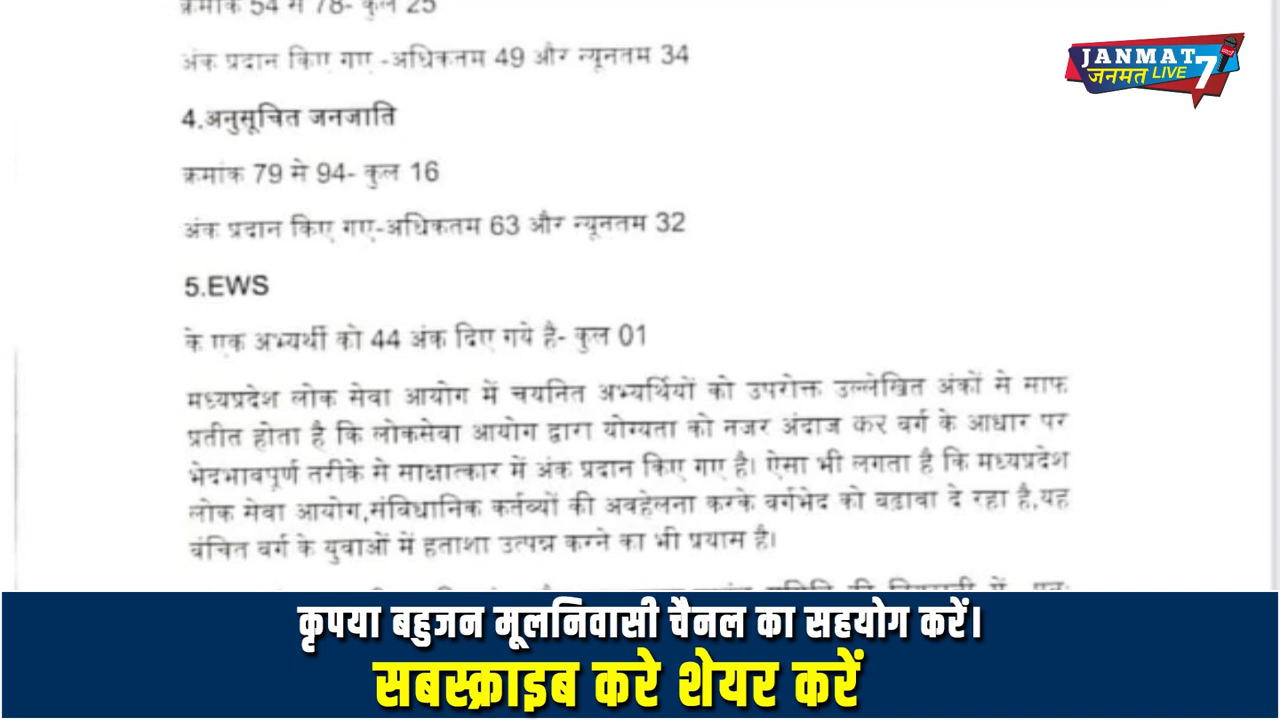 क्रमांक 54 से 78- कुल 25
अंक प्रदान किए गए -अधिकतम 49 और न्यूनतम 34
4.अनुसूचित जनजाति
क्रमांक 79 से 94- कुल 16
अंक प्रदान किए गए-अधिकतम 63 और न्यूनतम 32
5.EWS
के एक अभ्यर्थी को 44 अंक दिए गये है- कुल 01
मध्यप्रदेश लोक सेवा आयोग में चयनित अभ्यर्थियों को उपरोक्त उल्लेखित अंकों से साफ
प्रतीत होता है कि लोकसेवा आयोग द्वारा योग्यता को नजर अंदाज कर वर्ग के आधार पर
भेदभावपूर्ण तरीके से साक्षात्कार में अंक प्रदान किए गए है। ऐसा भी लगता है कि मध्यप्रदेश
लोक सेवा आयोग,संविधानिक कर्तव्यों की अवहेलना करके वर्गभेद को बढ़ावा दे रहा है,यह
वंचित वर्ग के युवाओं में हताशा उत्पन्न करने का भी प्रयास है।
JANMAT
जनमत LIVE 7
कृपया बहुजन मूलनिवासी चैनल का सहयोग करें।
सबस्क्राइब करे शेयर करें